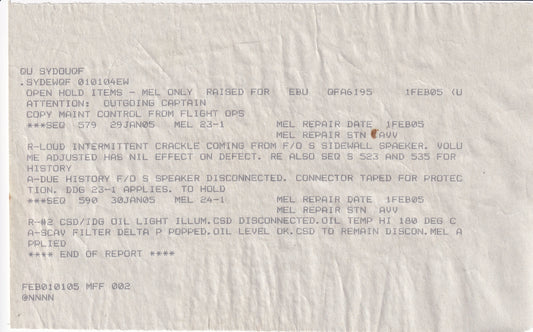 QU SYDOUQF
.SYDEWQF 010104EW
OPEN HOLD ITEMS - MEL ONLY RAISED FOR EBU QFA6195 1FEB05 (U
ATTENTION: OUTGOING CAPTAIN
COPY MAINT CONTROL FROM FLIGHT OPS
***SEQ 579 29JAN05 MEL 23-1 MEL REPAIR DATE 1FEB05
MEL REPAIR STN AVV
R-LOUD INTERMITTENT CRACKLE COMING FROM F/O S SIDEWALL SPAEKER. VOLU
ME ADJUSTED HAS NIL EFFECT ON DEFECT. RE ALSO SEQ S 523 AND 535 FOR
HISTORY
A-DUE HISTORY F/O S SPEAKER DISCONNECTED. CONNECTOR TAPED FOR PROTEC
TION. DDG 23-1 APPLIES. TO HOLD
***SEQ 590 30JAN05 MEL 24-1 MEL REPAIR DATE 1FEB05
MEL REPAIR STN AVV
R-#2 CSD/IDG OIL LIGHT ILLUM.CSD DISCONNECTED.OIL TEMP HI 180 DEG C
A-SCAV FILTER DELTA P POPPED.OIL LEVEL OK.CSD TO REMAIN DISCON.MEL A
PPLIED
**** END OF REPORT ****
FEB010105 MFF 002
@NNNN